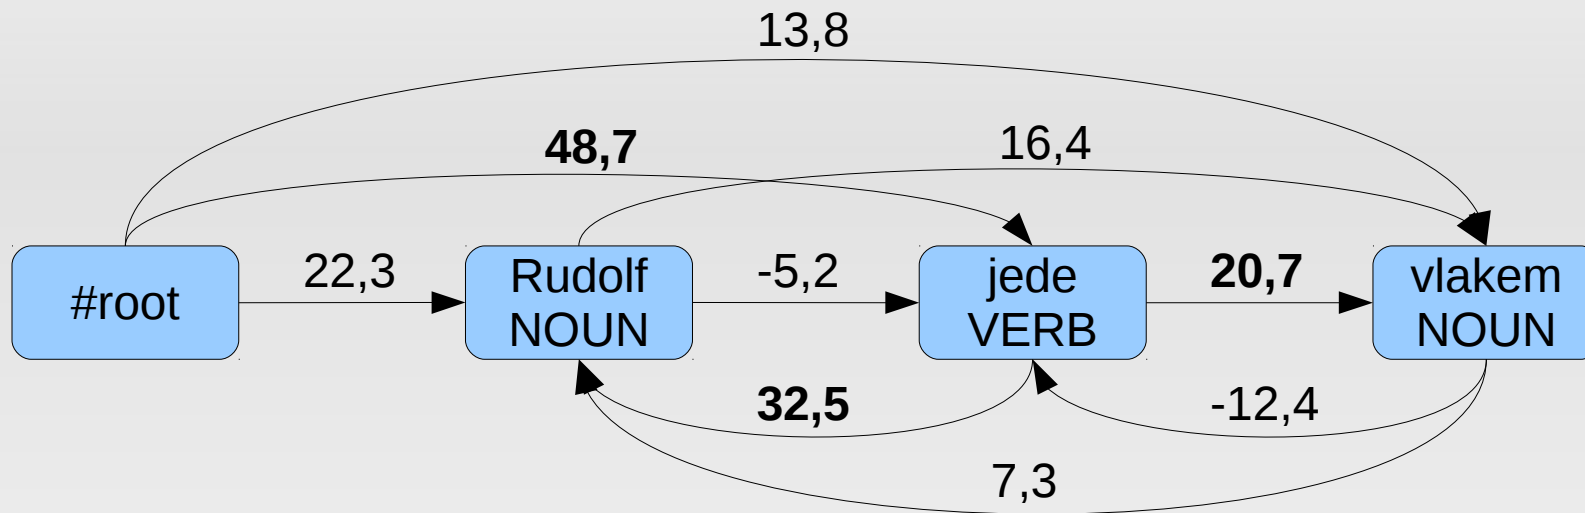 13,8
48,7
16,4
#root
22,3
Rudolf
NOUN
-5,2
jede
VERB
20,7
vlakem
NOUN
32,5
-12,4
7,3